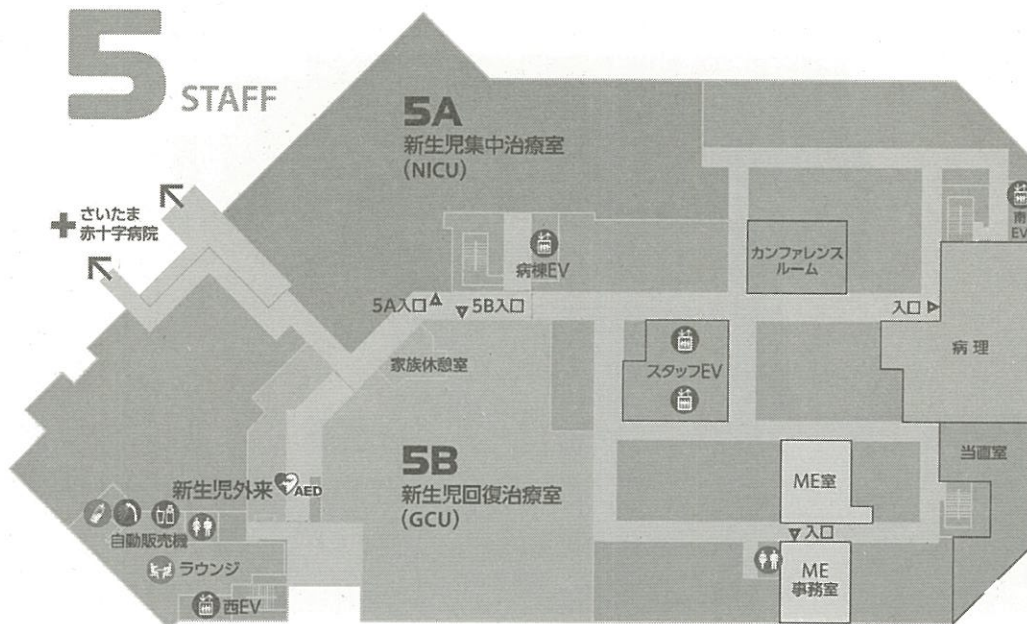 5 STAFF
5A
新生児集中治療室
(NICU)
さいたま
赤十字病院
病棟EV
カンファレンス
ルーム
南
EV
5A入口
5B入口
入口
病理
家族休憩室
スタッフEV
5B
新生児回復治療室
(GCU)
ME室
当直室
新生児外来
AED
自動販売機
入口
ラウンジ
ME
事務室
西EV